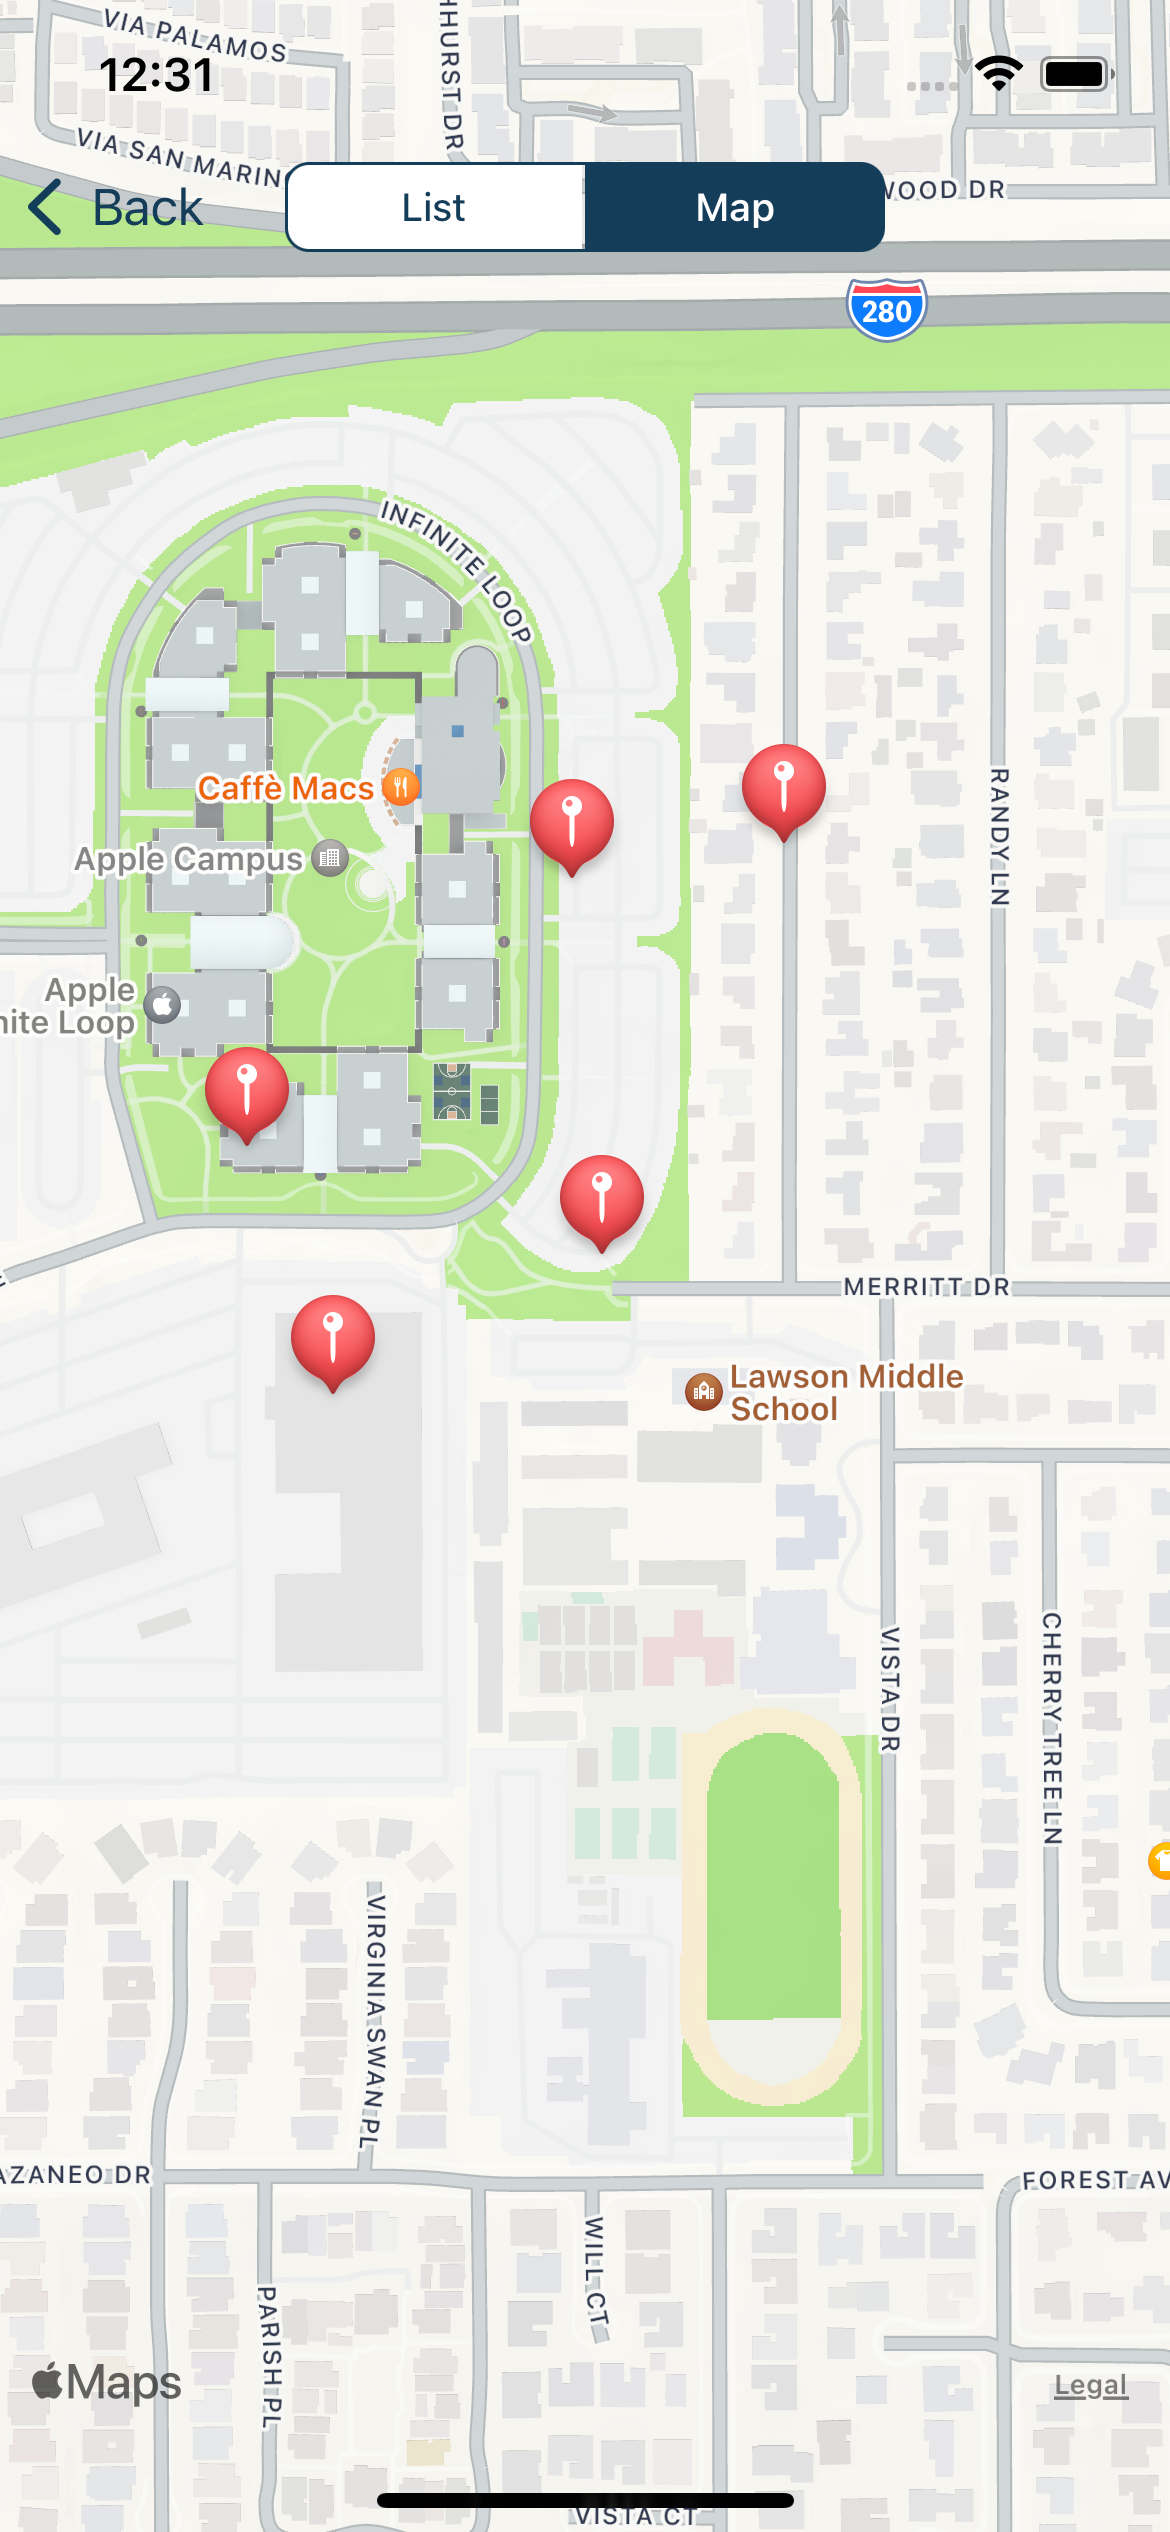 VIA PALAMOS
12:31
HHURST DR
VIA SAN MARIN
Back
List
Map
WOOD DR
280
INFINITE LOOP
Caffè Macs
RANDY LN
Apple Campus
Apple
nite Loop
MERRITT DR
Lawson Middle
School
VISTA DR
CHERRY TREE LN
VIRGINIA SWAN PL
AZANEO DR
FOREST AV
WILL CT
PARISH PL
Maps
Legal
VISTA CT